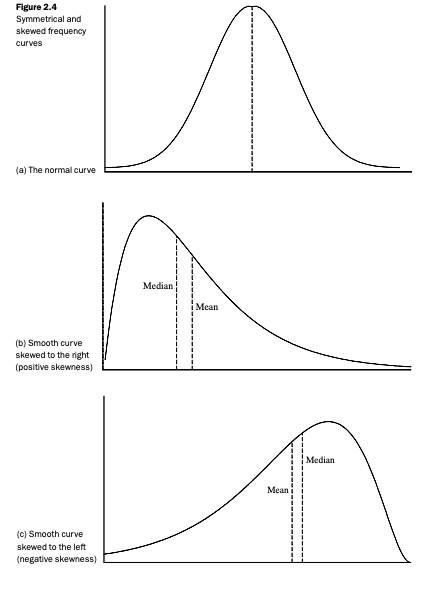 Figure 2.4
Symmetrical and
skewed frequency
curves
(a) The normal curve
Median
Mean
(b) Smooth curve
skewed to the right
(positive skewness)
Median
Mean
(c) Smooth curve
skewed to the left
(negative skewness)